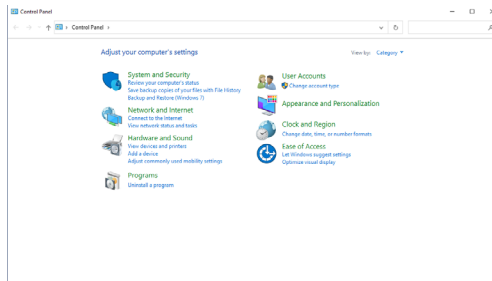 Control Panel
Control Panel
Adjust your computer's settings
View by: Category
System and Security
Review your computer's status
Save backup copies of your files with File History
Backup and Restore (Windows 7)
Network and Internet
Connect to the Internet
View network status and tasks
Hardware and Sound
View devices and printers
Add a device
Adjust commonly used mobility settings
Programs
Uninstall a program
User Accounts
Change account type
Appearance and Personalization
Clock and Region
Change date, time, or number formats
Ease of Access
Let Windows suggest settings
Optimize visual display